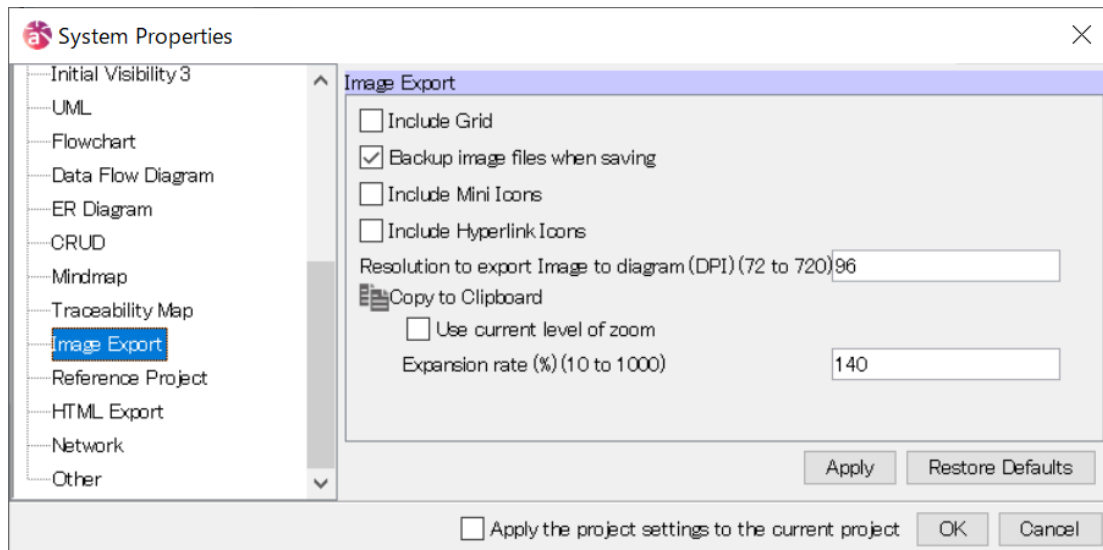 System Properties
Initial Visibility 3
UML
Flowchart
Data Flow Diagram
ER Diagram
CRUD
Mindmap
Traceability Map
Image Export
Reference Project
HTML Export
Network
Other
Image Export
Include Grid
Backup image files when saving
Include Mini Icons
Include Hyperlink Icons
Resolution to export Image to diagram (DPI) (72 to 720) 96
Copy to Clipboard
Use current level of zoom
Expansion rate (%) (10 to 1000) 140
Apply Restore Defaults
Apply the project settings to the current project OK Cancel